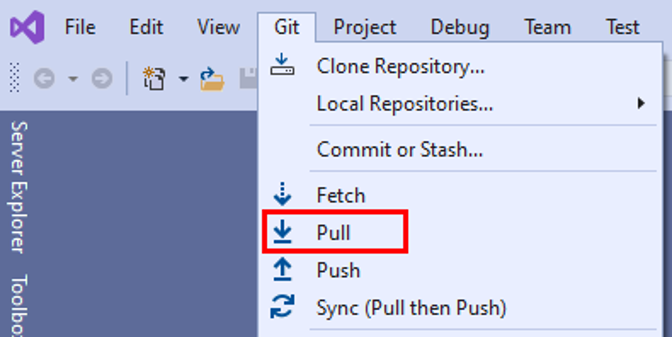 File Edit View Git Project Debug Team Test
Clone Repository...
Local Repositories...
Commit or Stash...
Fetch
Pull
Push
Sync (Pull then Push)
Server Explorer